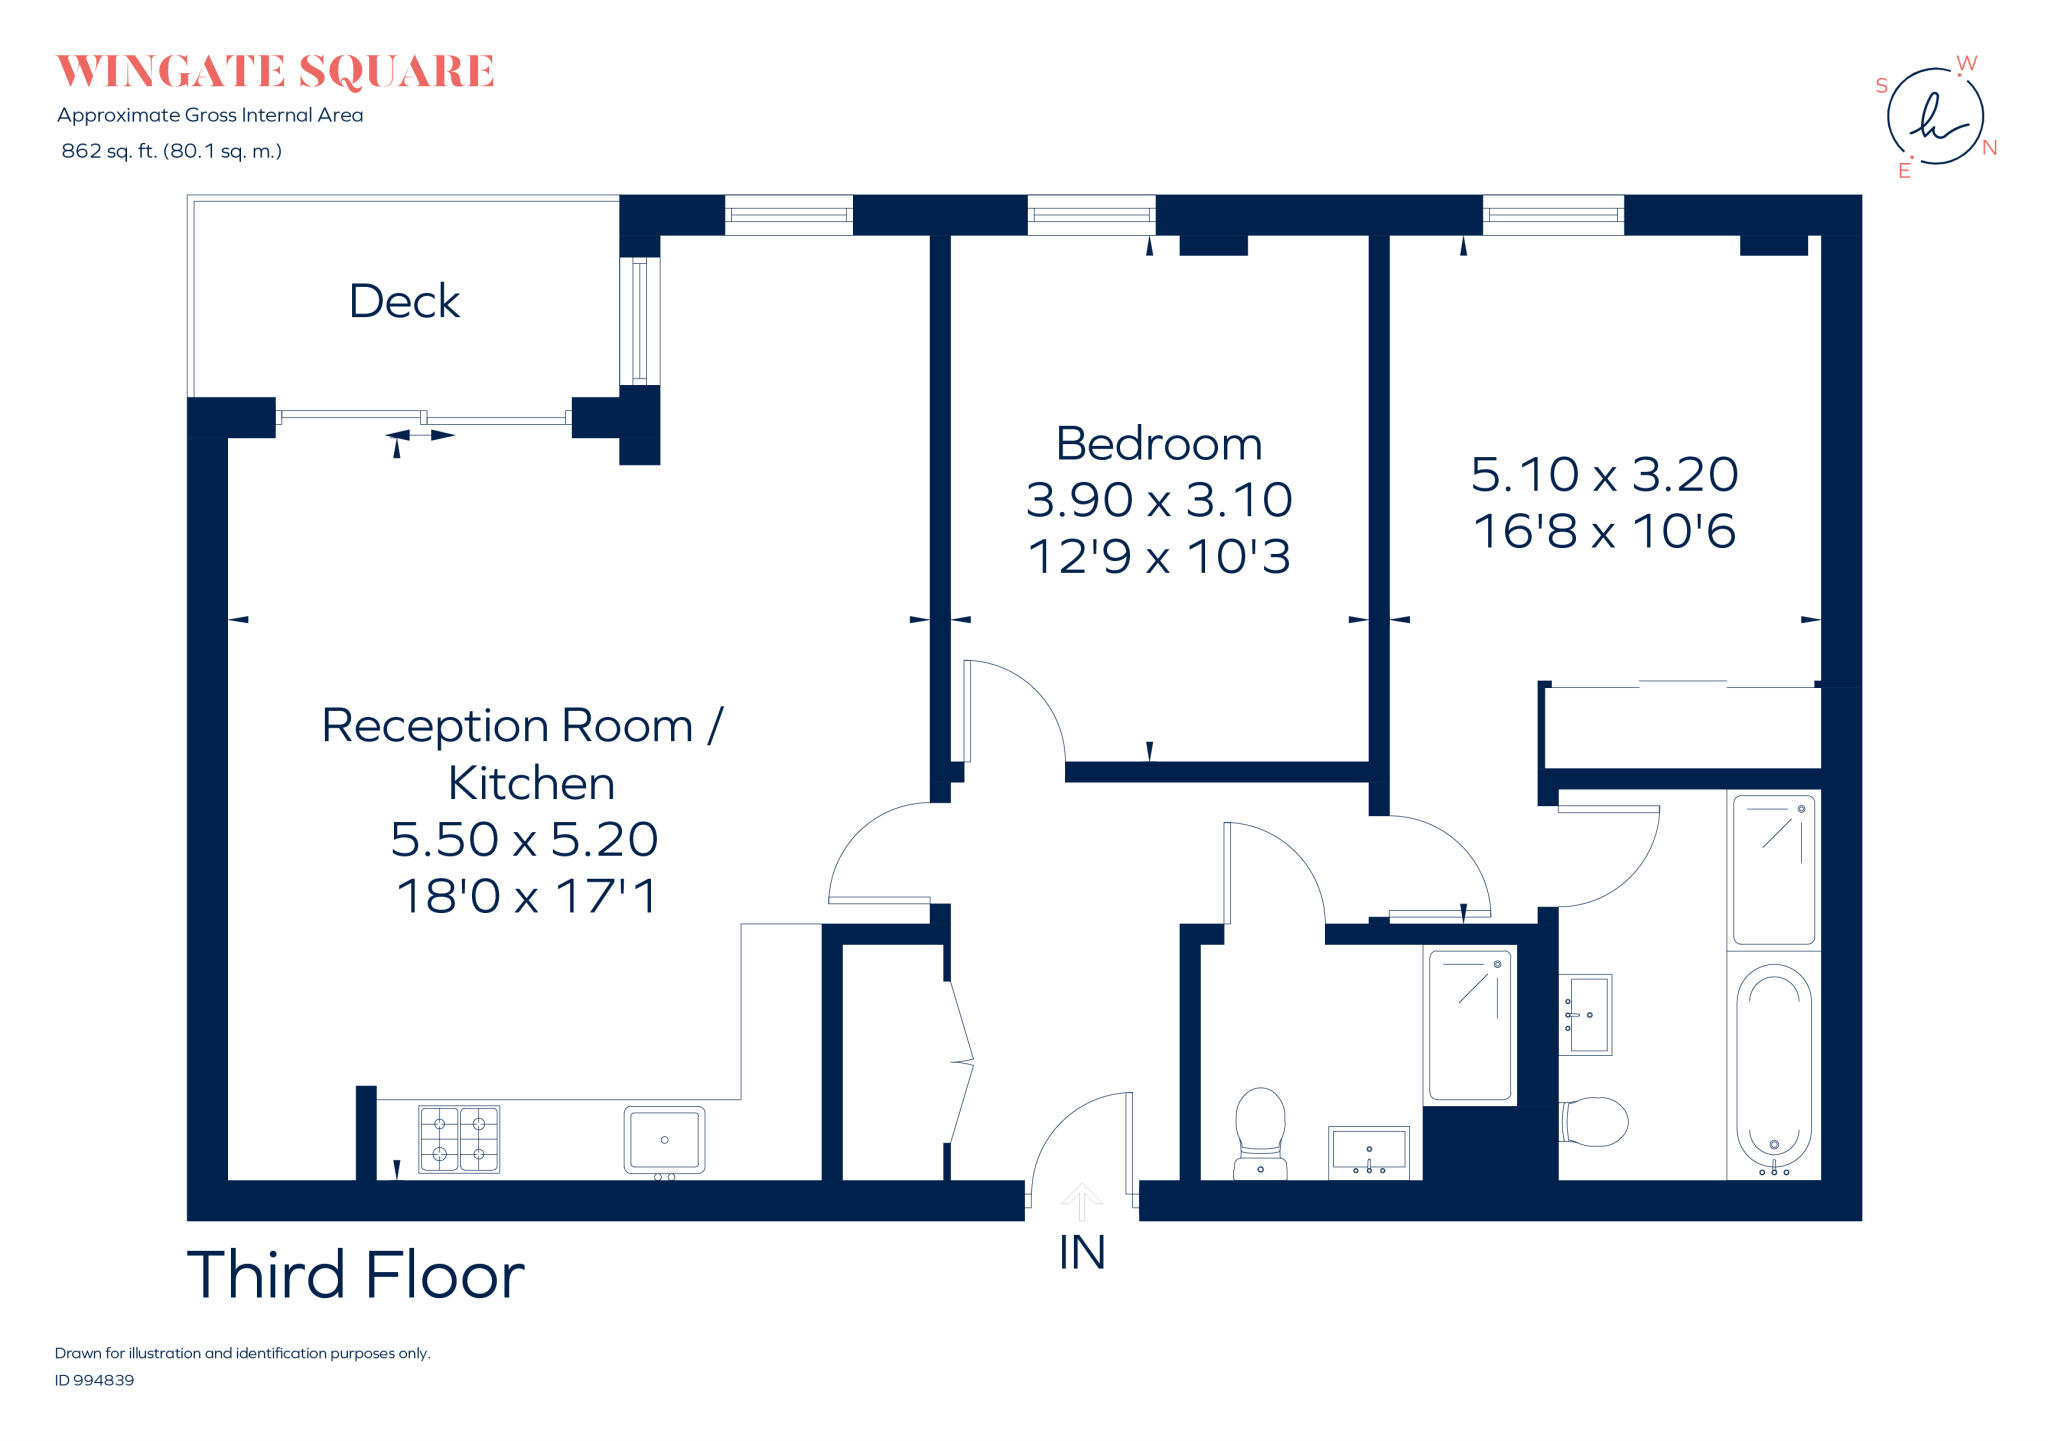 WINGATE SQUARE
Approximate Gross Internal Area
862 sq. ft. (80.1 sq. m.)
W
S
N
E
Deck
Bedroom
3.90 x 3.10
12'9 x 10'3
5.10 x 3.20
16'8 x 10'6
Reception Room /
Kitchen
5.50 x 5.20
18'0 x 17'1
IN
Third Floor
Drawn for illustration and identification purposes only.
ID 994839